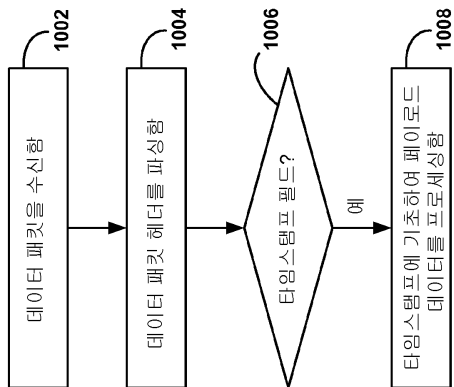 1002
데이터 패킷을 수신함
1004
데이터 패킷 헤더를 파싱함
1006
타임스탬프 필드?
예
1008
타임스탬프에 기초하여 페이로드
데이터를 프로세싱함